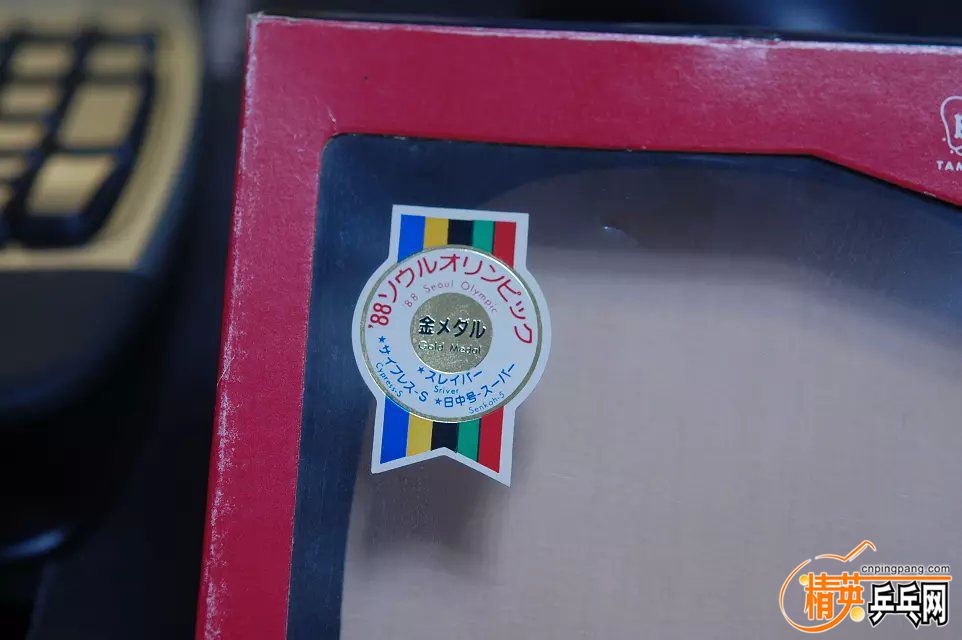 '88ソウルオリンピック
'88 Seoul Olympic
金メダル
Gold Medal
★スレイバー
Sriver
★サイプレス-S
Cypress-S
★日中号-スーパー
Senkoh-S
cnpingpang.com
精英乒乓网